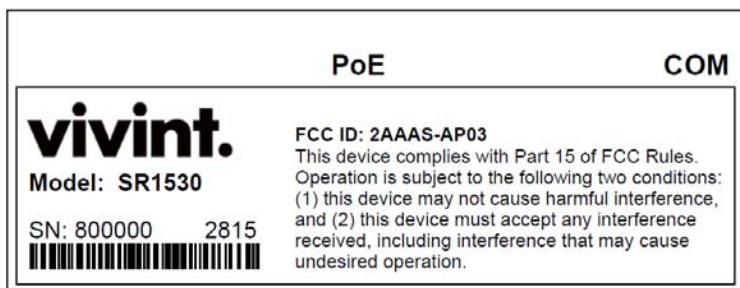 PoE COM
vivint.
Model: SR1530
SN: 800000 2815
FCC ID: 2AAAS-AP03
This device complies with Part 15 of FCC Rules.
Operation is subject to the following two conditions:
(1) this device may not cause harmful interference,
and (2) this device must accept any interference
received, including interference that may cause
undesired operation.